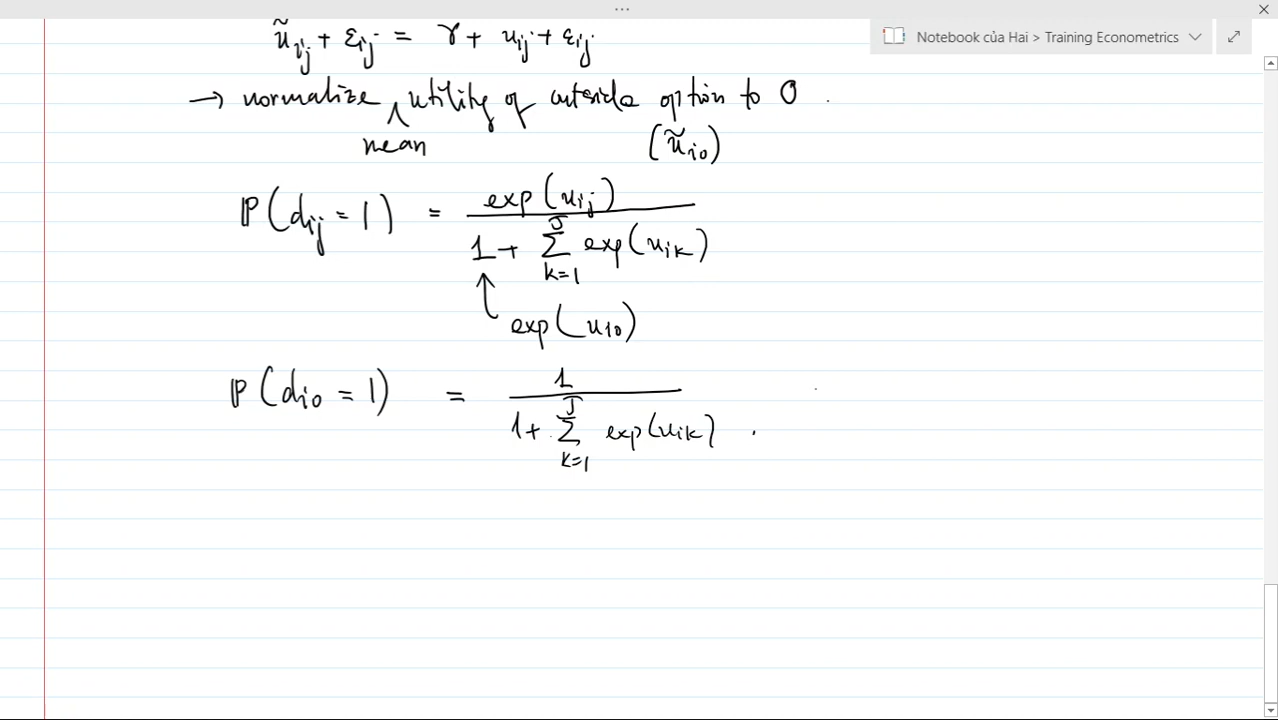 ...
Notebook của Hai > Training Econometrics
ũ_ij + ε_ij = γ + u_ij + ε_ij
→ normalize ∧ utility of outside option to 0.
mean (ũ_i0)
ℙ(d_ij = 1) = exp(u_ij) / (1 + Σ_{k=1}^{J} exp(u_ik))
↑ exp(u_i0)
ℙ(d_i0 = 1) = 1 / (1 + Σ_{k=1}^{J} exp(u_ik)).